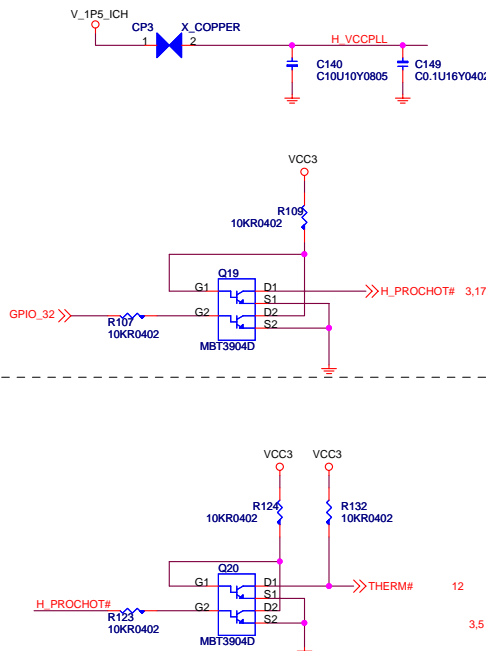 V_1P5_ICH
CP3 X_COPPER
1 2
H_VCCPLL
C140
C10U10Y0805
C149
C0.1U16Y0402
VCC3
R109
10KR0402
Q19
G1 D1
S1
G2 D2
S2
H_PROCHOT# 3,17
GPIO_32
R107
10KR0402
MBT3904D
VCC3 VCC3
R124
10KR0402
R132
10KR0402
Q20
G1 D1
S1
G2 D2
S2
THERM# 12
H_PROCHOT#
R123
10KR0402
MBT3904D
3,5